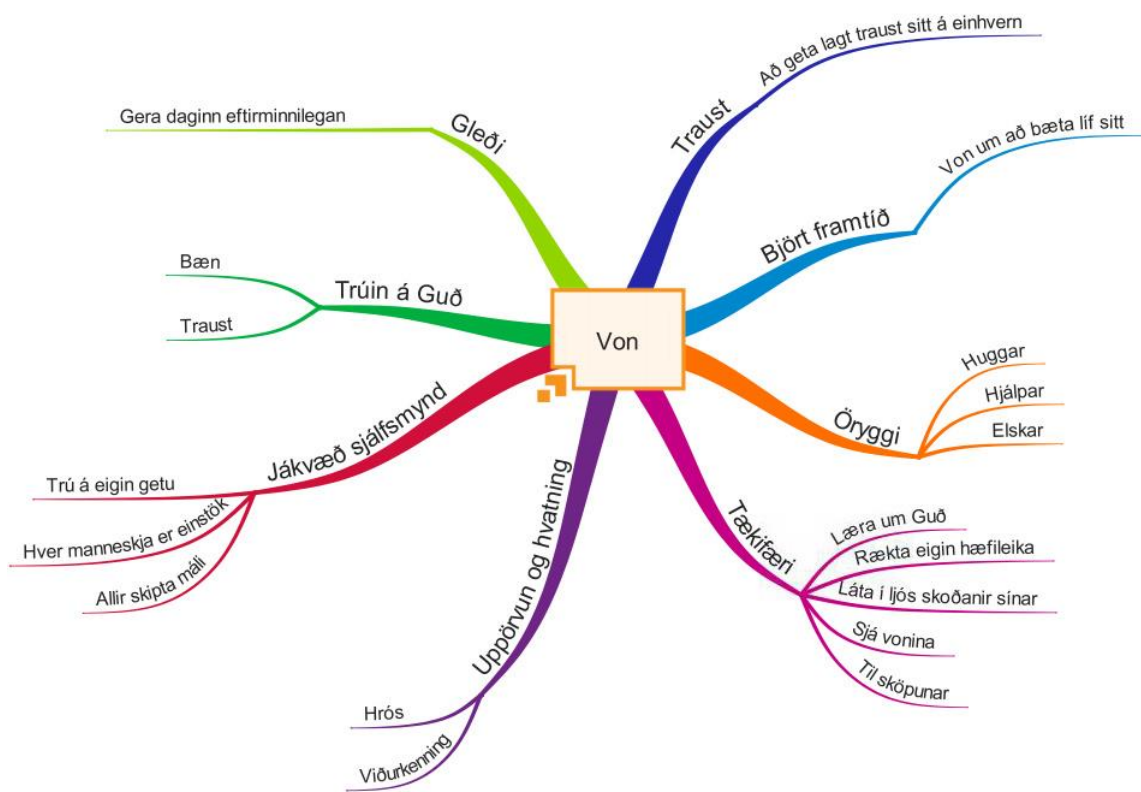 Von
Traust
Að geta lagt traust sitt á einhvern
Björt framtíð
Von um að bæta líf sitt
Öryggi
Huggar
Hjálpar
Elskar
Tækifæri
Læra um Guð
Rækta eigin hæfileika
Láta í ljós skoðanir sínar
Sjá vonina
Til sköpunar
Uppörvun og hvatning
Hrós
Viðurkenning
Jákvæð sjálfsmynd
Trú á eigin getu
Hver manneskja er einstök
Allir skipta máli
Trúin á Guð
Bæn
Traust
Gleði
Gera daginn eftirminnilegan